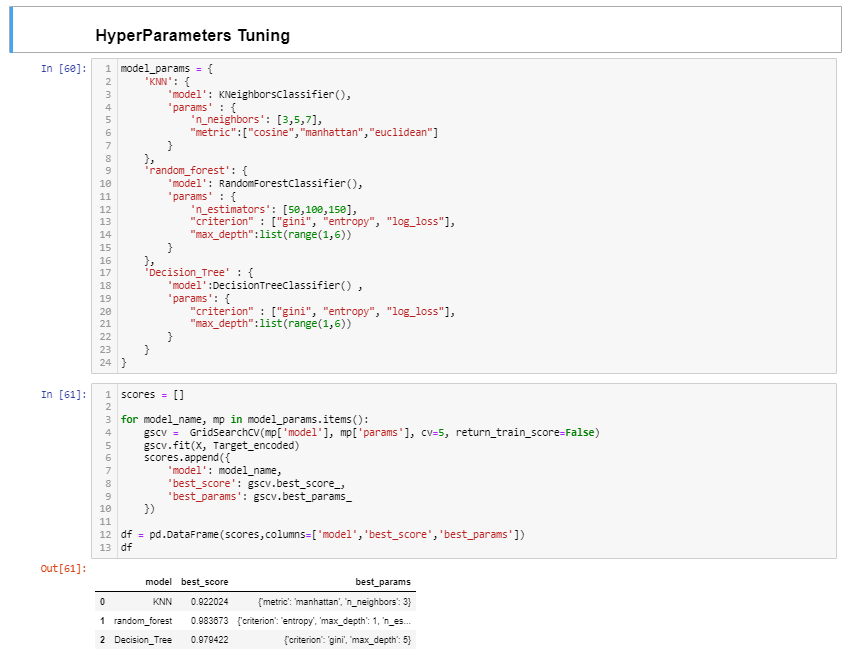 HyperParameters Tuning
In [60]:
1 model_params = {
2     'KNN': {
3         'model': KNeighborsClassifier(),
4         'params' : {
5             'n_neighbors': [3,5,7],
6             "metric":["cosine","manhattan","euclidean"]
7         }
8     },
9     'random_forest': {
10         'model': RandomForestClassifier(),
11         'params' : {
12             'n_estimators': [50,100,150],
13             "criterion" : ["gini", "entropy", "log_loss"],
14             "max_depth":list(range(1,6))
15         }
16     },
17     'Decision_Tree' : {
18         'model':DecisionTreeClassifier() ,
19         'params': {
20             "criterion" : ["gini", "entropy", "log_loss"],
21             "max_depth":list(range(1,6))
22         }
23     }
24 }
In [61]:
1 scores = []
2
3 for model_name, mp in model_params.items():
4     gscv =  GridSearchCV(mp['model'], mp['params'], cv=5, return_train_score=False)
5     gscv.fit(X, Target_encoded)
6     scores.append({
7         'model': model_name,
8         'best_score': gscv.best_score_,
9         'best_params': gscv.best_params_
10     })
11
12 df = pd.DataFrame(scores,columns=['model','best_score','best_params'])
13 df
Out[61]:
model best_score best_params
0 KNN 0.922024 {'metric': 'manhattan', 'n_neighbors': 3}
1 random_forest 0.983673 {'criterion': 'entropy', 'max_depth': 1, 'n_es...
2 Decision_Tree 0.979422 {'criterion': 'gini', 'max_depth': 5}